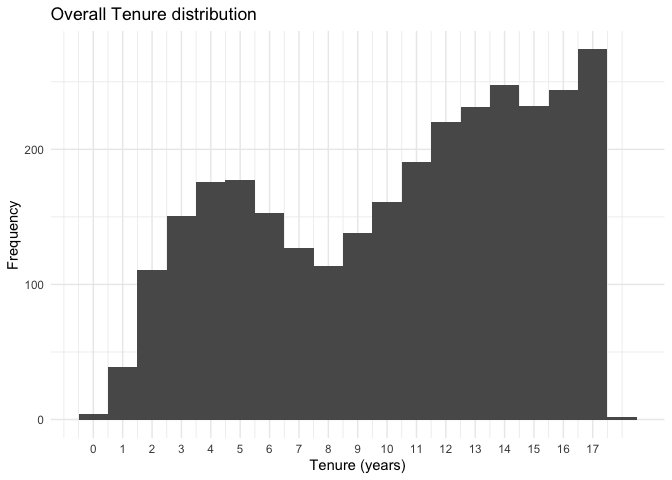 Overall Tenure distribution
200
100
0
Frequency
0 1 2 3 4 5 6 7 8 9 10 11 12 13 14 15 16 17
Tenure (years)